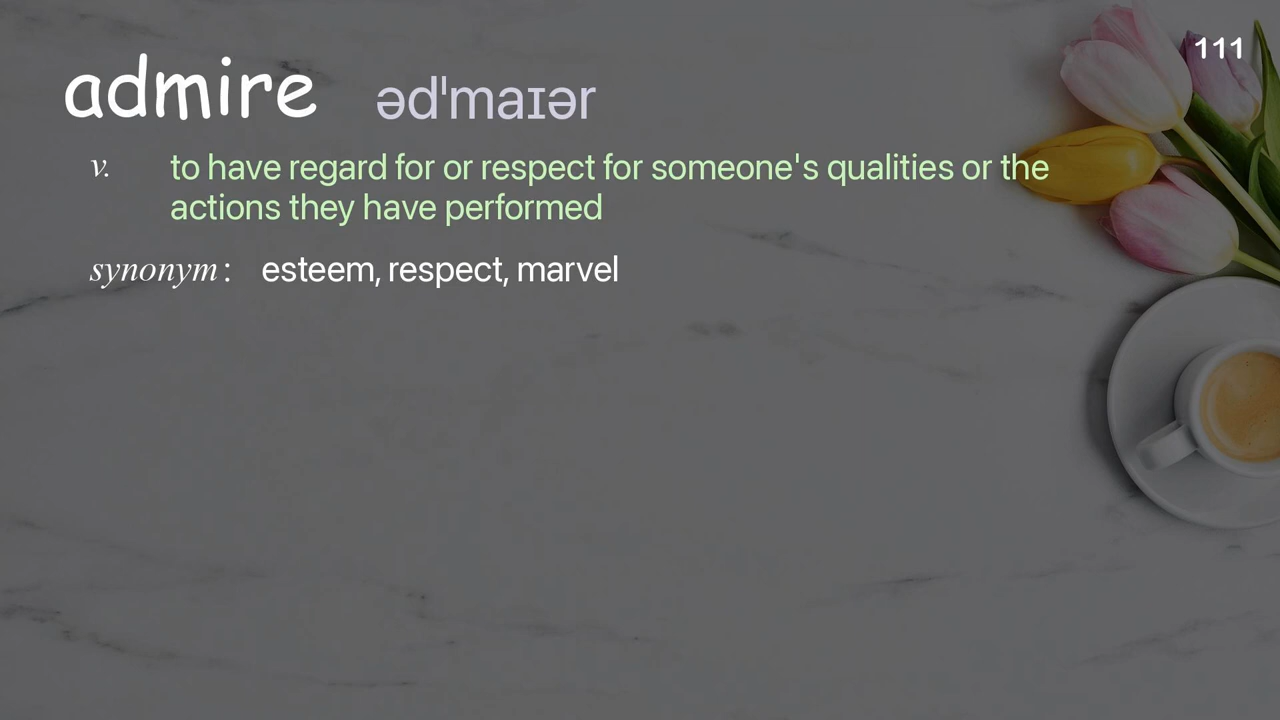 111
admire əd'maɪər
v. to have regard for or respect for someone's qualities or the
actions they have performed
synonym : esteem, respect, marvel